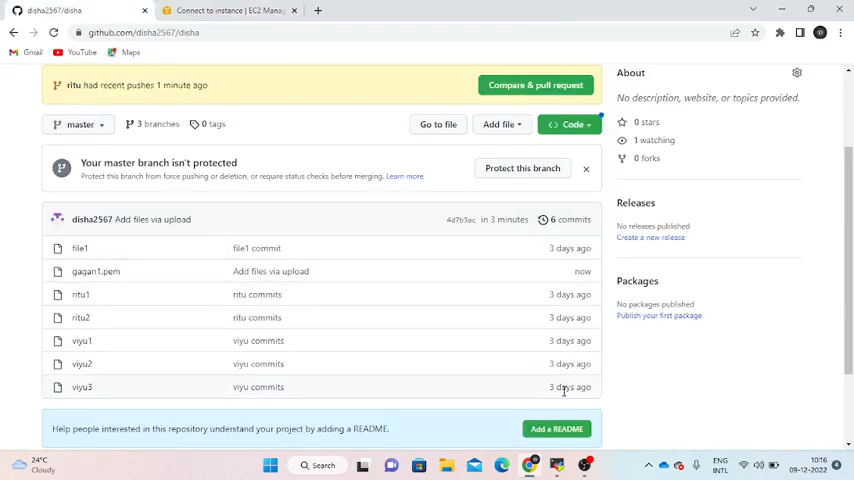 disha2567/disha
Connect to instance | EC2 Manag
github.com/disha2567/disha
Gmail YouTube Maps
ritu had recent pushes 1 minute ago
Compare & pull request
master 3 branches 0 tags
Go to file Add file Code
Your master branch isn't protected
Protect this branch from force pushing or deletion, or require status checks before merging. Learn more
Protect this branch
disha2567 Add files via upload 4d7b3ac in 3 minutes 6 commits
file1 file1 commit 3 days ago
gagan1.pem Add files via upload now
ritu1 ritu commits 3 days ago
ritu2 ritu commits 3 days ago
viyu1 viyu commits 3 days ago
viyu2 viyu commits 3 days ago
viyu3 viyu commits 3 days ago
Help people interested in this repository understand your project by adding a README.
Add a README
About
No description, website, or topics provided.
0 stars
1 watching
0 forks
Releases
No releases published
Create a new release
Packages
No packages published
Publish your first package
24°C
Cloudy
Search
ENG
INTL
10:16
09-12-2022